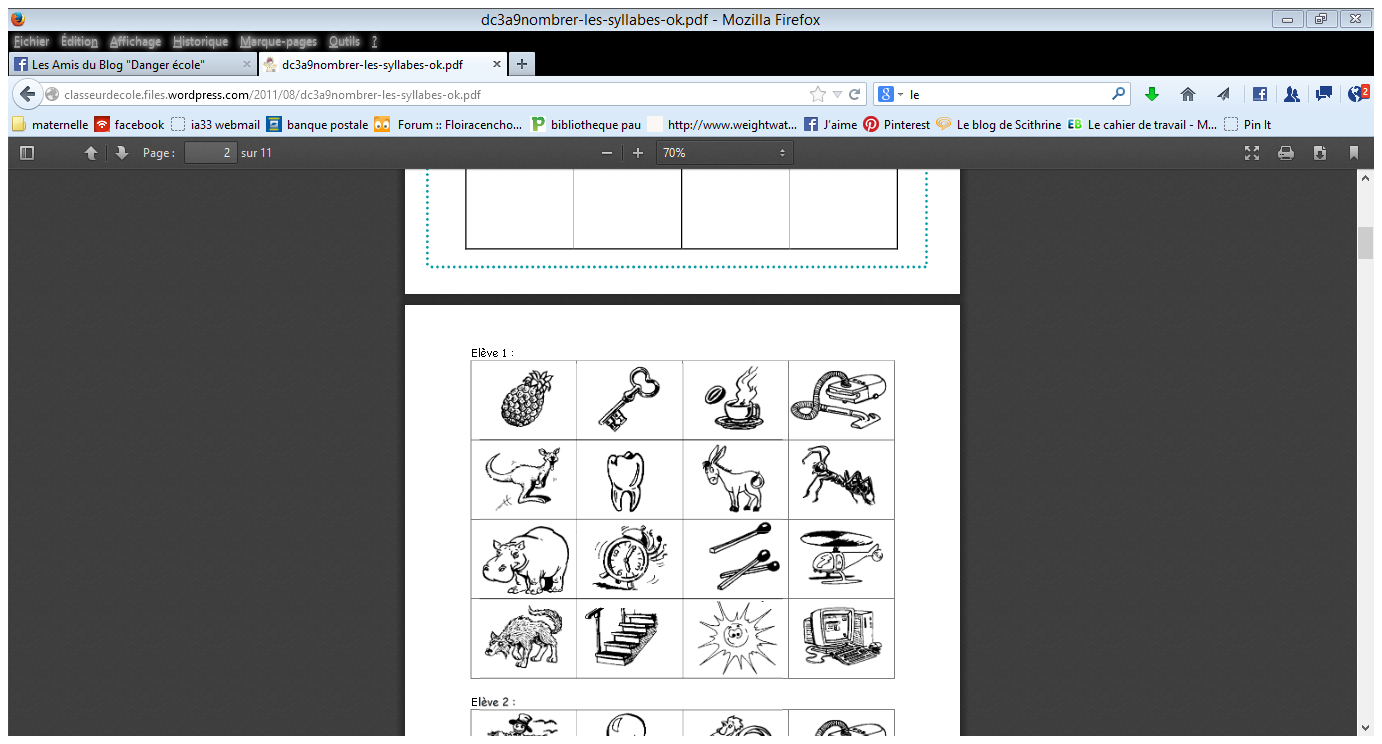 dc3a9nombrer-les-syllabes-ok.pdf - Mozilla Firefox
Fichier Édition Affichage Historique Marque-pages Outils ?
Les Amis du Blog "Danger école" dc3a9nombrer-les-syllabes-ok.pdf
classeurdecole.files.wordpress.com/2011/08/dc3a9nombrer-les-syllabes-ok.pdf le 2
maternelle facebook ia33 webmail banque postale Forum :: Floiracencho... bibliotheque pau http://www.weightwat... J'aime Pinterest Le blog de Scithrine EB Le cahier de travail - M... Pin It
Page : 2 sur 11 70%
Elève 1 :
Elève 2 :